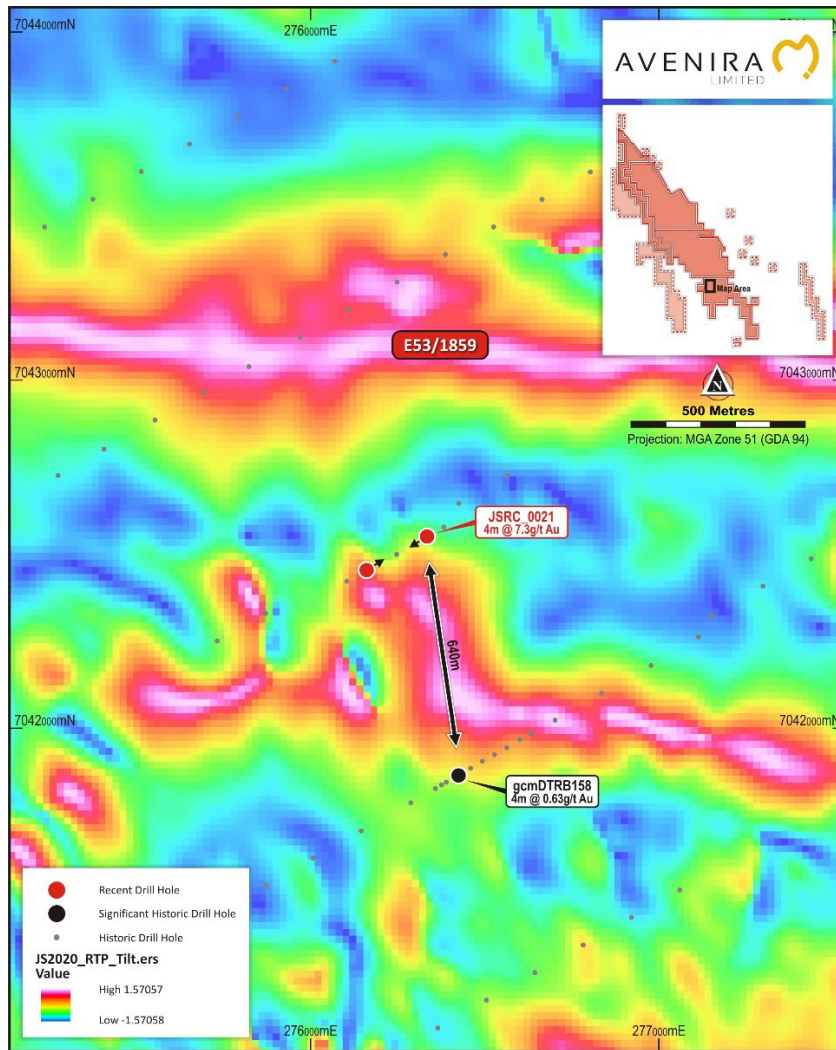 7044000mN
276000mE
7044
AVENIRA
LIMITED
Map Area
E53/1859
7043000mN
7043000mN
N
500 Metres
Projection: MGA Zone 51 (GDA 94)
JSRC_0021
4m @ 7.3g/t Au
640m
7042000mN
7042000mN
gcmDTRB158
4m @ 0.63g/t Au
Recent Drill Hole
Significant Historic Drill Hole
Historic Drill Hole
JS2020_RTP_Tilt.ers
Value
High 1.57057
Low -1.57058
276000mE
277000mE